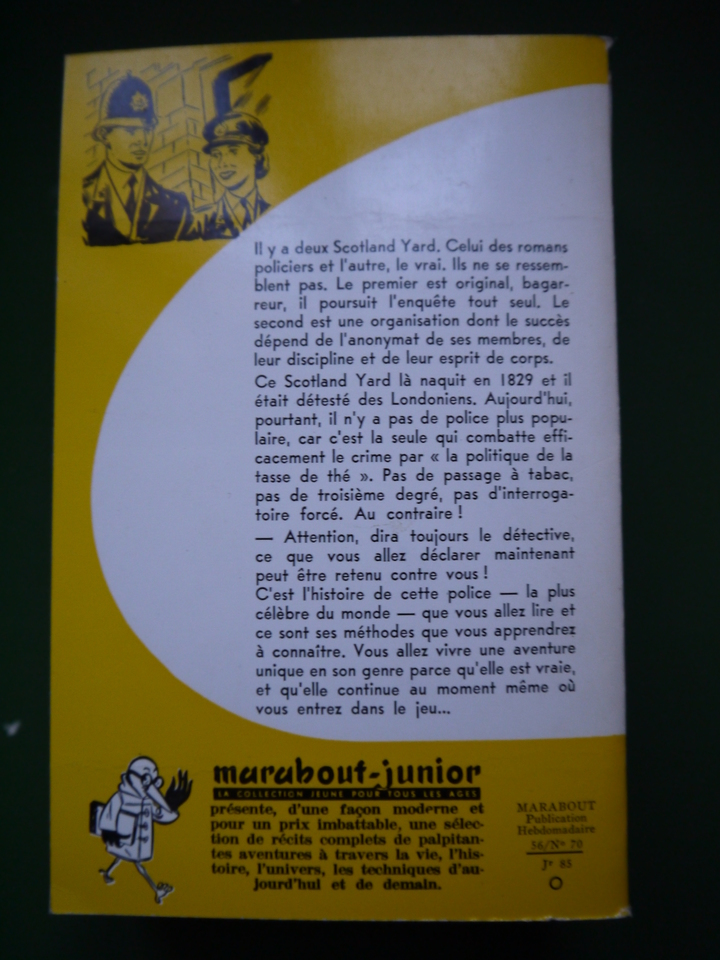 Il y a deux Scotland Yard. Celui des romans
policiers et l'autre, le vrai. Ils ne se ressem-
blent pas. Le premier est original, bagar-
reur, il poursuit l'enquête tout seul. Le
second est une organisation dont le succès
dépend de l'anonymat de ses membres, de
leur discipline et de leur esprit de corps.
Ce Scotland Yard là naquit en 1829 et il
était détesté des Londoniens. Aujourd'hui,
pourtant, il n'y a pas de police plus popu-
laire, car c'est la seule qui combatte effi-
cacement le crime par « la politique de la
tasse de thé ». Pas de passage à tabac,
pas de troisième degré, pas d'interroga-
toire forcé. Au contraire !
— Attention, dira toujours le détective,
ce que vous allez déclarer maintenant
peut être retenu contre vous !
C'est l'histoire de cette police — la plus
célèbre du monde — que vous allez lire et
ce sont ses méthodes que vous apprendrez
à connaître. Vous allez vivre une aventure
unique en son genre parce qu'elle est vraie,
et qu'elle continue au moment même où
vous entrez dans le jeu...
marabout-junior
LA COLLECTION JEUNE POUR TOUS LES AGES
présente, d'une façon moderne et
pour un prix imbattable, une sélec-
tion de récits complets de palpitan-
tes aventures à travers la vie, l'his-
toire, l'univers, les techniques d'au-
jourd'hui et de demain.
MARABOUT
Publication
Hebdomadaire
56/N° 70
Jr 85